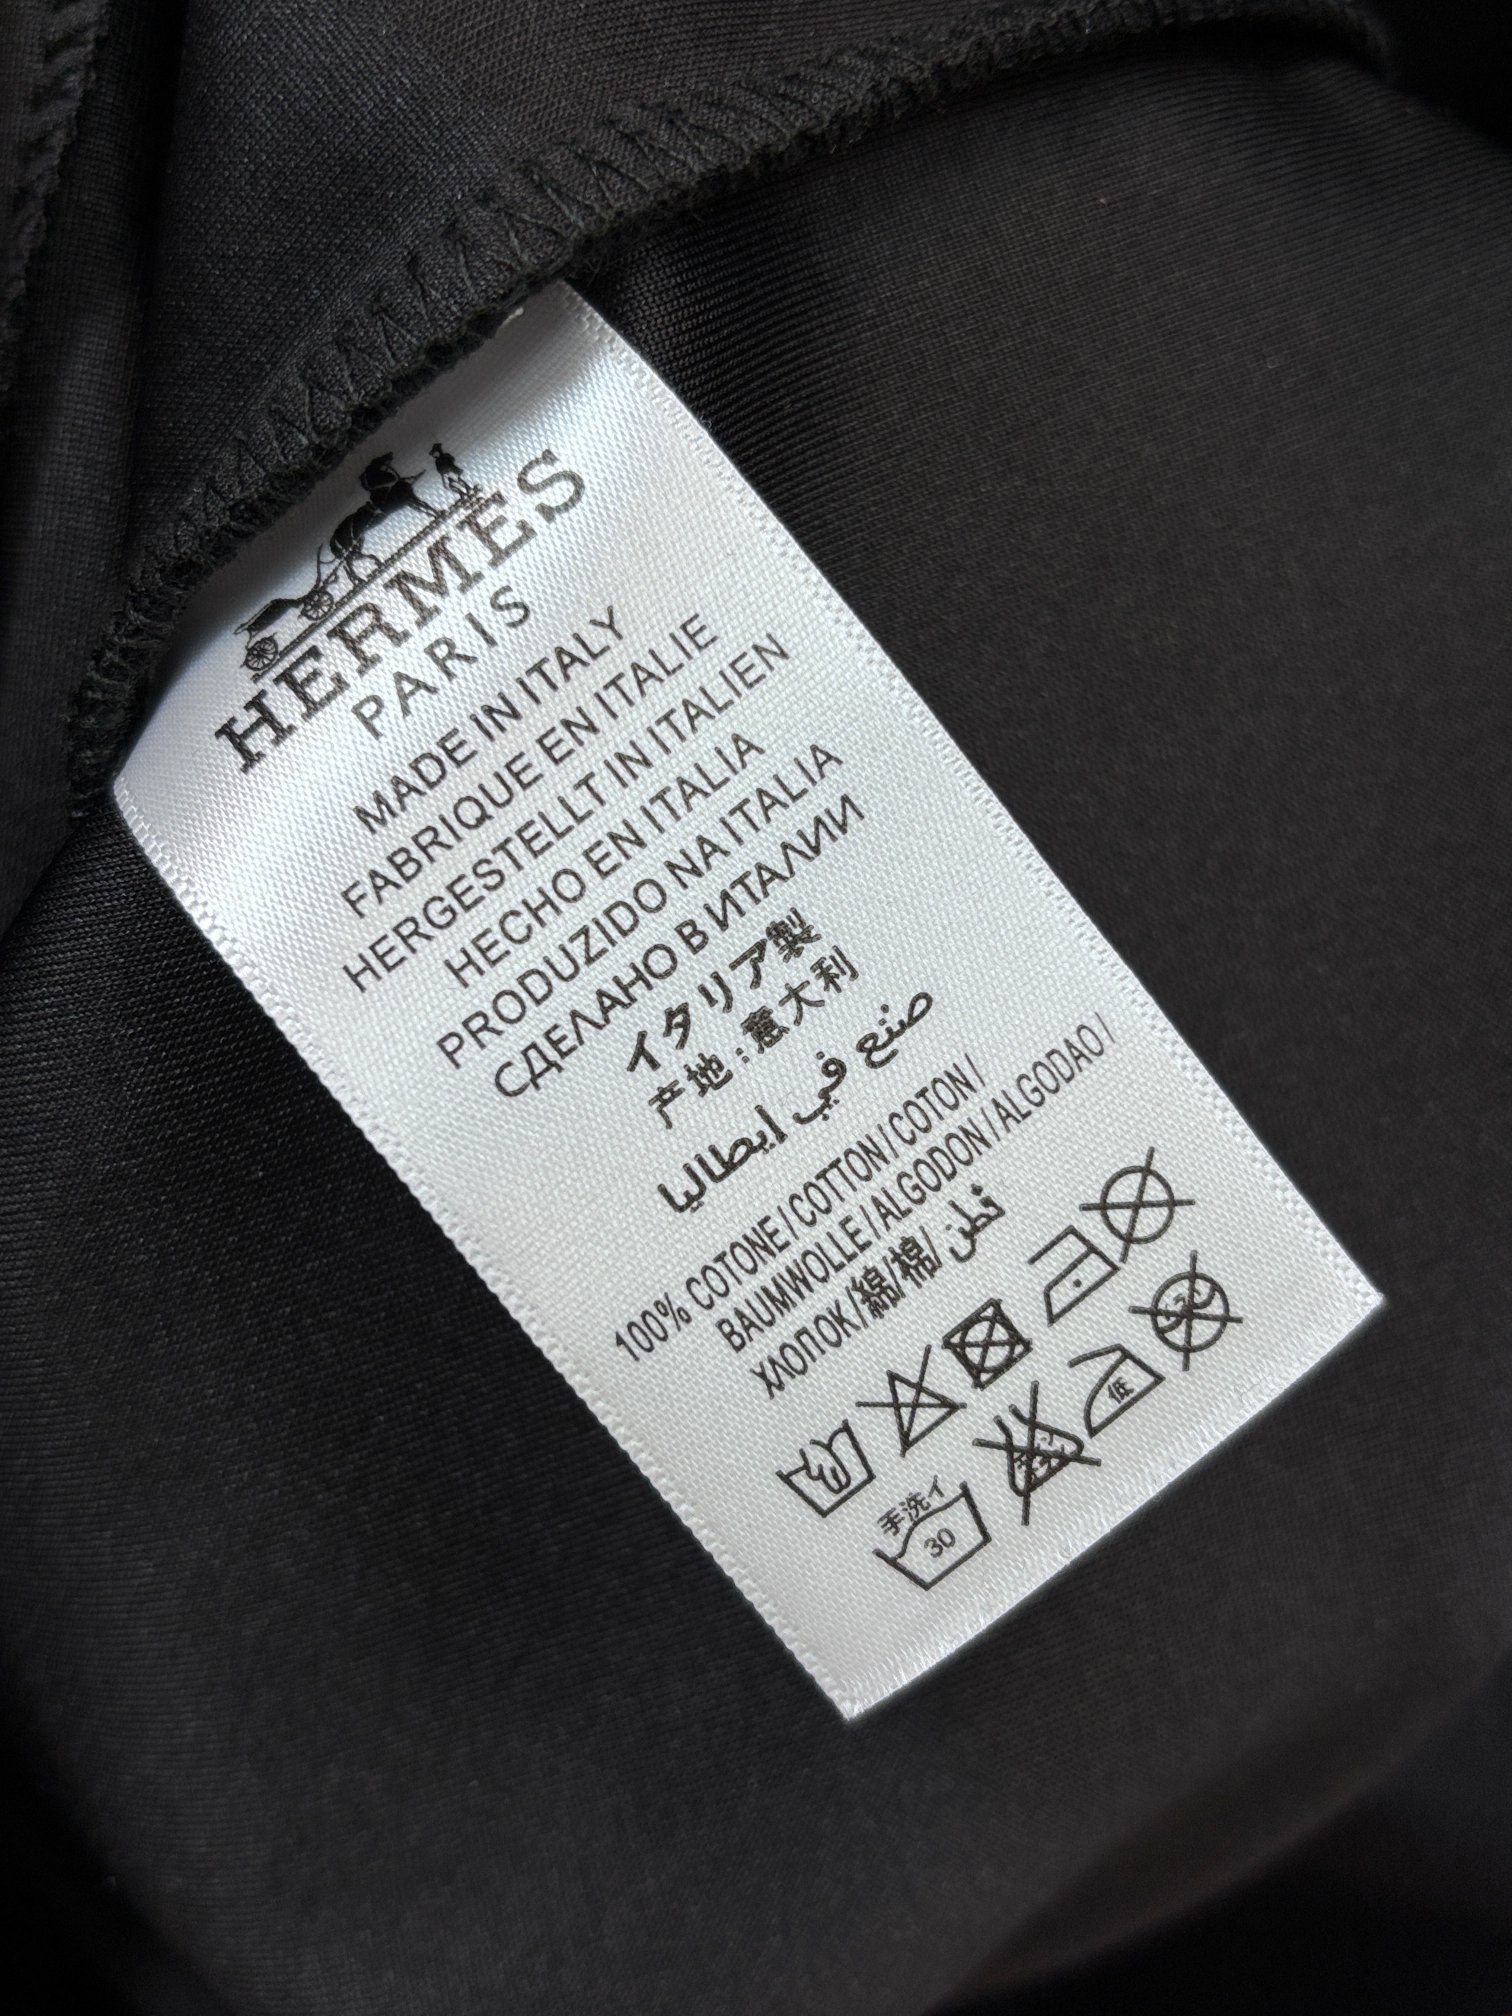 HERMES
PARIS
MADE IN ITALY
FABRIQUE EN ITALIE
HERGESTELLT IN ITALIEN
HECHO EN ITALIA
PRODUZIDO NA ITALIA
СДЕЛАНО В ИТАЛИИ
イタリア製
产地:意大利
صنع في ايطاليا
100% COTONE/COTTON/COTON/
BAUMWOLLE/ALGODON/ALGODAO/
ХЛОПОК/綿/棉/قطن
手洗イ
30
低